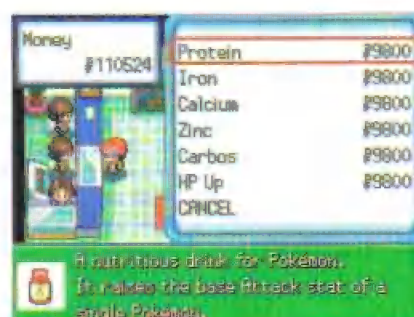 Money
₽110524
Protein ₽9800
Iron ₽9800
Calcium ₽9800
Zinc ₽9800
Carbos ₽9800
HP Up ₽9800
CANCEL
A nutritious drink for Pokémon.
It raises the base Attack stat of a
single Pokémon.